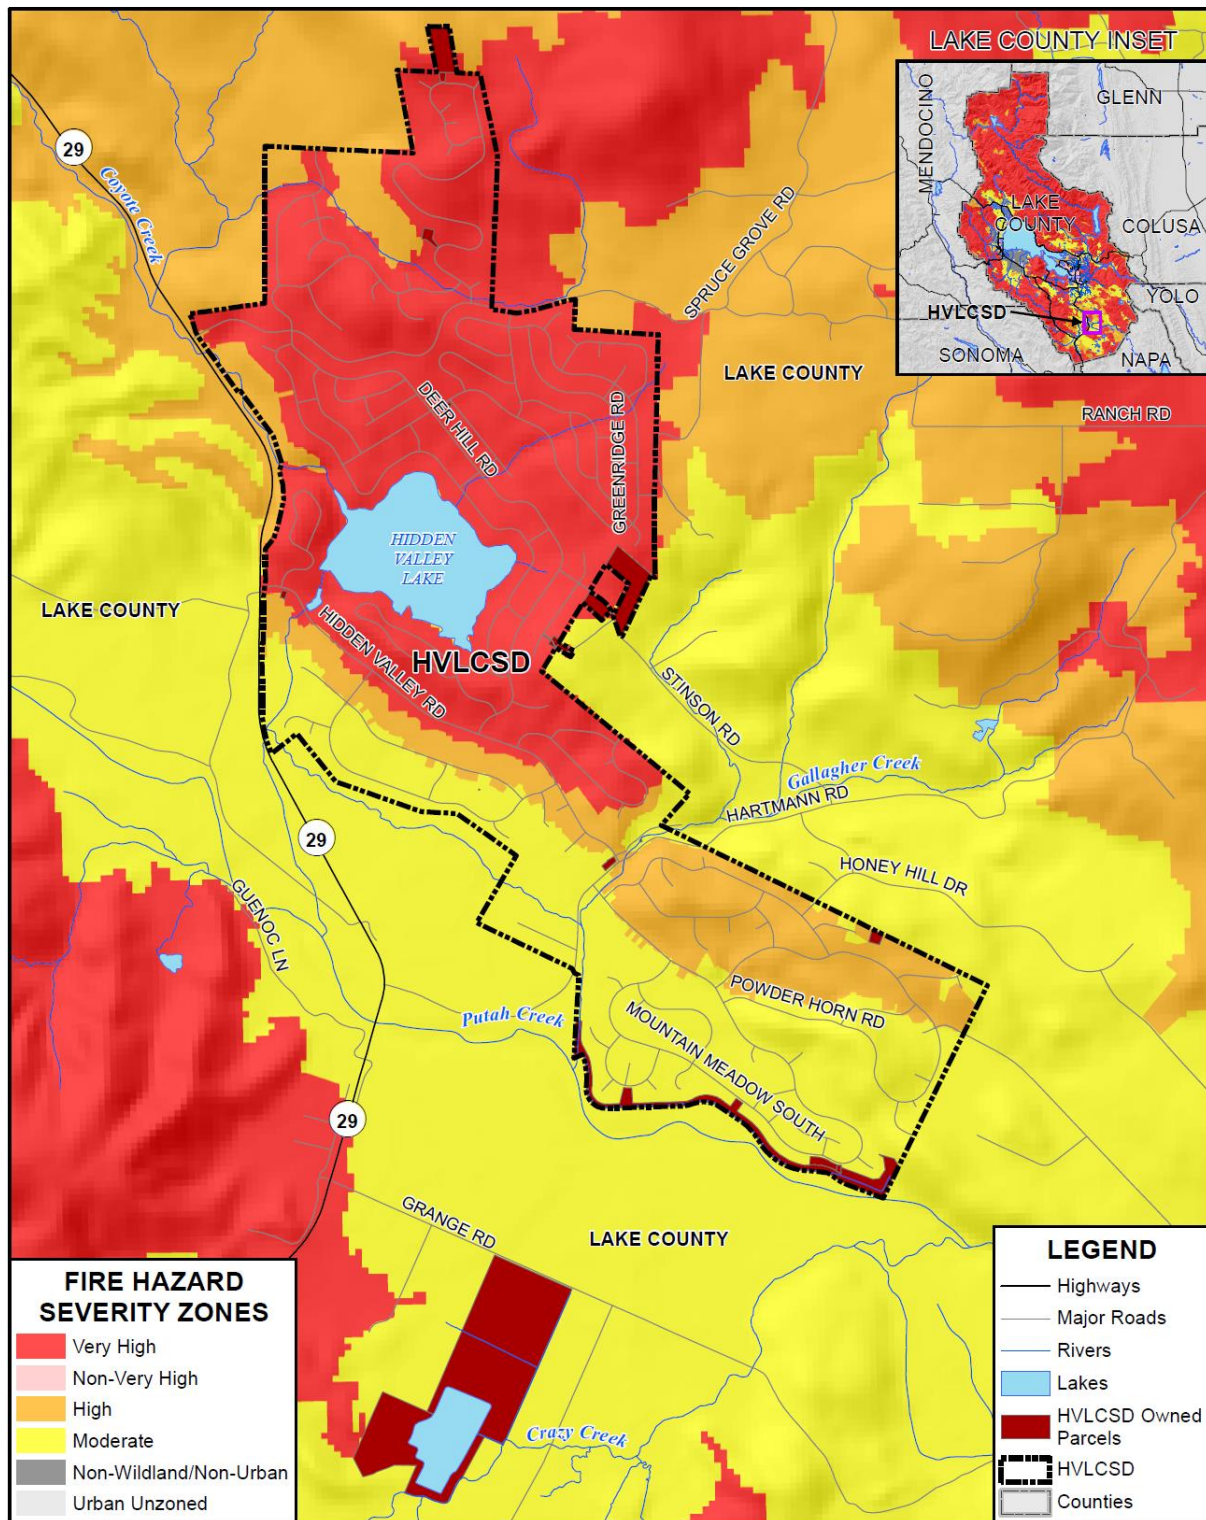 LAKE COUNTY INSET
MENDOCINO
GLENN
LAKE
COUNTY
COLUSA
YOLO
HVLCSD
SONOMA
NAPA
29
Coyote Creek
SPRUCE GROVE RD
LAKE COUNTY
RANCH RD
DEER HILL RD
GREENRIDGE RD
HIDDEN
VALLEY
LAKE
LAKE COUNTY
HIDDEN VALLEY RD
HVLCSD
STINSON RD
Gallagher Creek
HARTMANN RD
29
HONEY HILL DR
GUENOC LN
POWDER HORN RD
Putah Creek
MOUNTAIN MEADOW SOUTH
29
GRANGE RD
LAKE COUNTY
Crazy Creek
FIRE HAZARD
SEVERITY ZONES
Very High
Non-Very High
High
Moderate
Non-Wildland/Non-Urban
Urban Unzoned
LEGEND
Highways
Major Roads
Rivers
Lakes
HVLCSD Owned
Parcels
HVLCSD
Counties